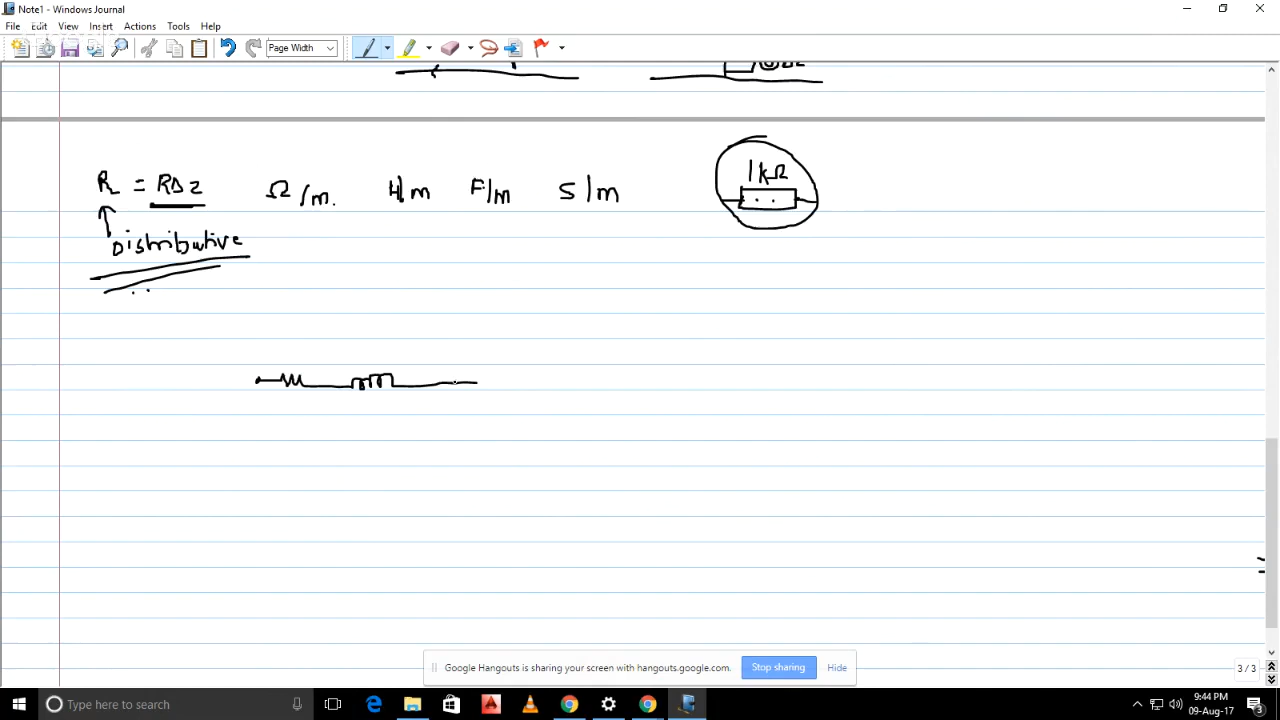 Note1 - Windows Journal
File Edit View Insert Actions Tools Help
Page Width
1kΩ
R_L = RΔz Ω/m. H/m F/m S/m
Distributive
Google Hangouts is sharing your screen with hangouts.google.com. Stop sharing Hide
3 / 3
Type here to search
9:44 PM
09-Aug-17
3